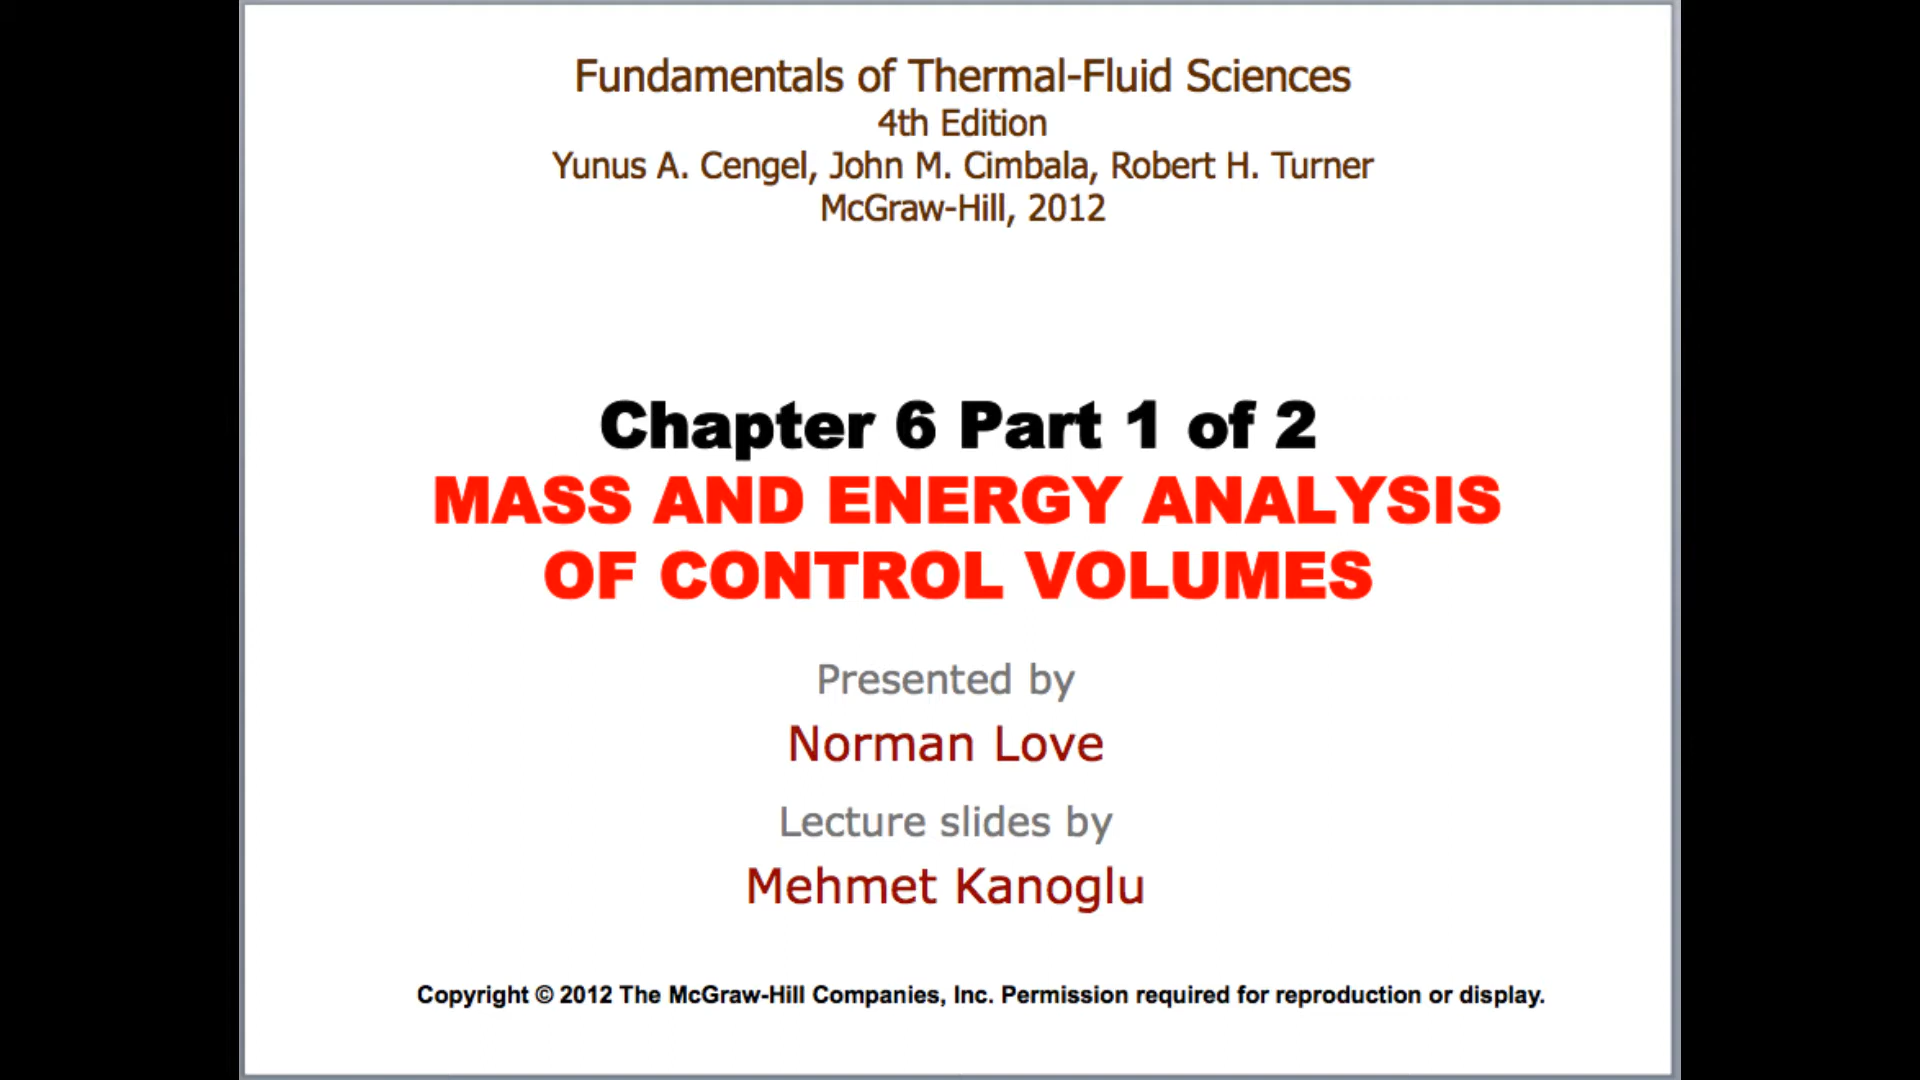 Fundamentals of Thermal-Fluid Sciences
4th Edition
Yunus A. Cengel, John M. Cimbala, Robert H. Turner
McGraw-Hill, 2012
Chapter 6 Part 1 of 2
MASS AND ENERGY ANALYSIS
OF CONTROL VOLUMES
Presented by
Norman Love
Lecture slides by
Mehmet Kanoglu
Copyright © 2012 The McGraw-Hill Companies, Inc. Permission required for reproduction or display.